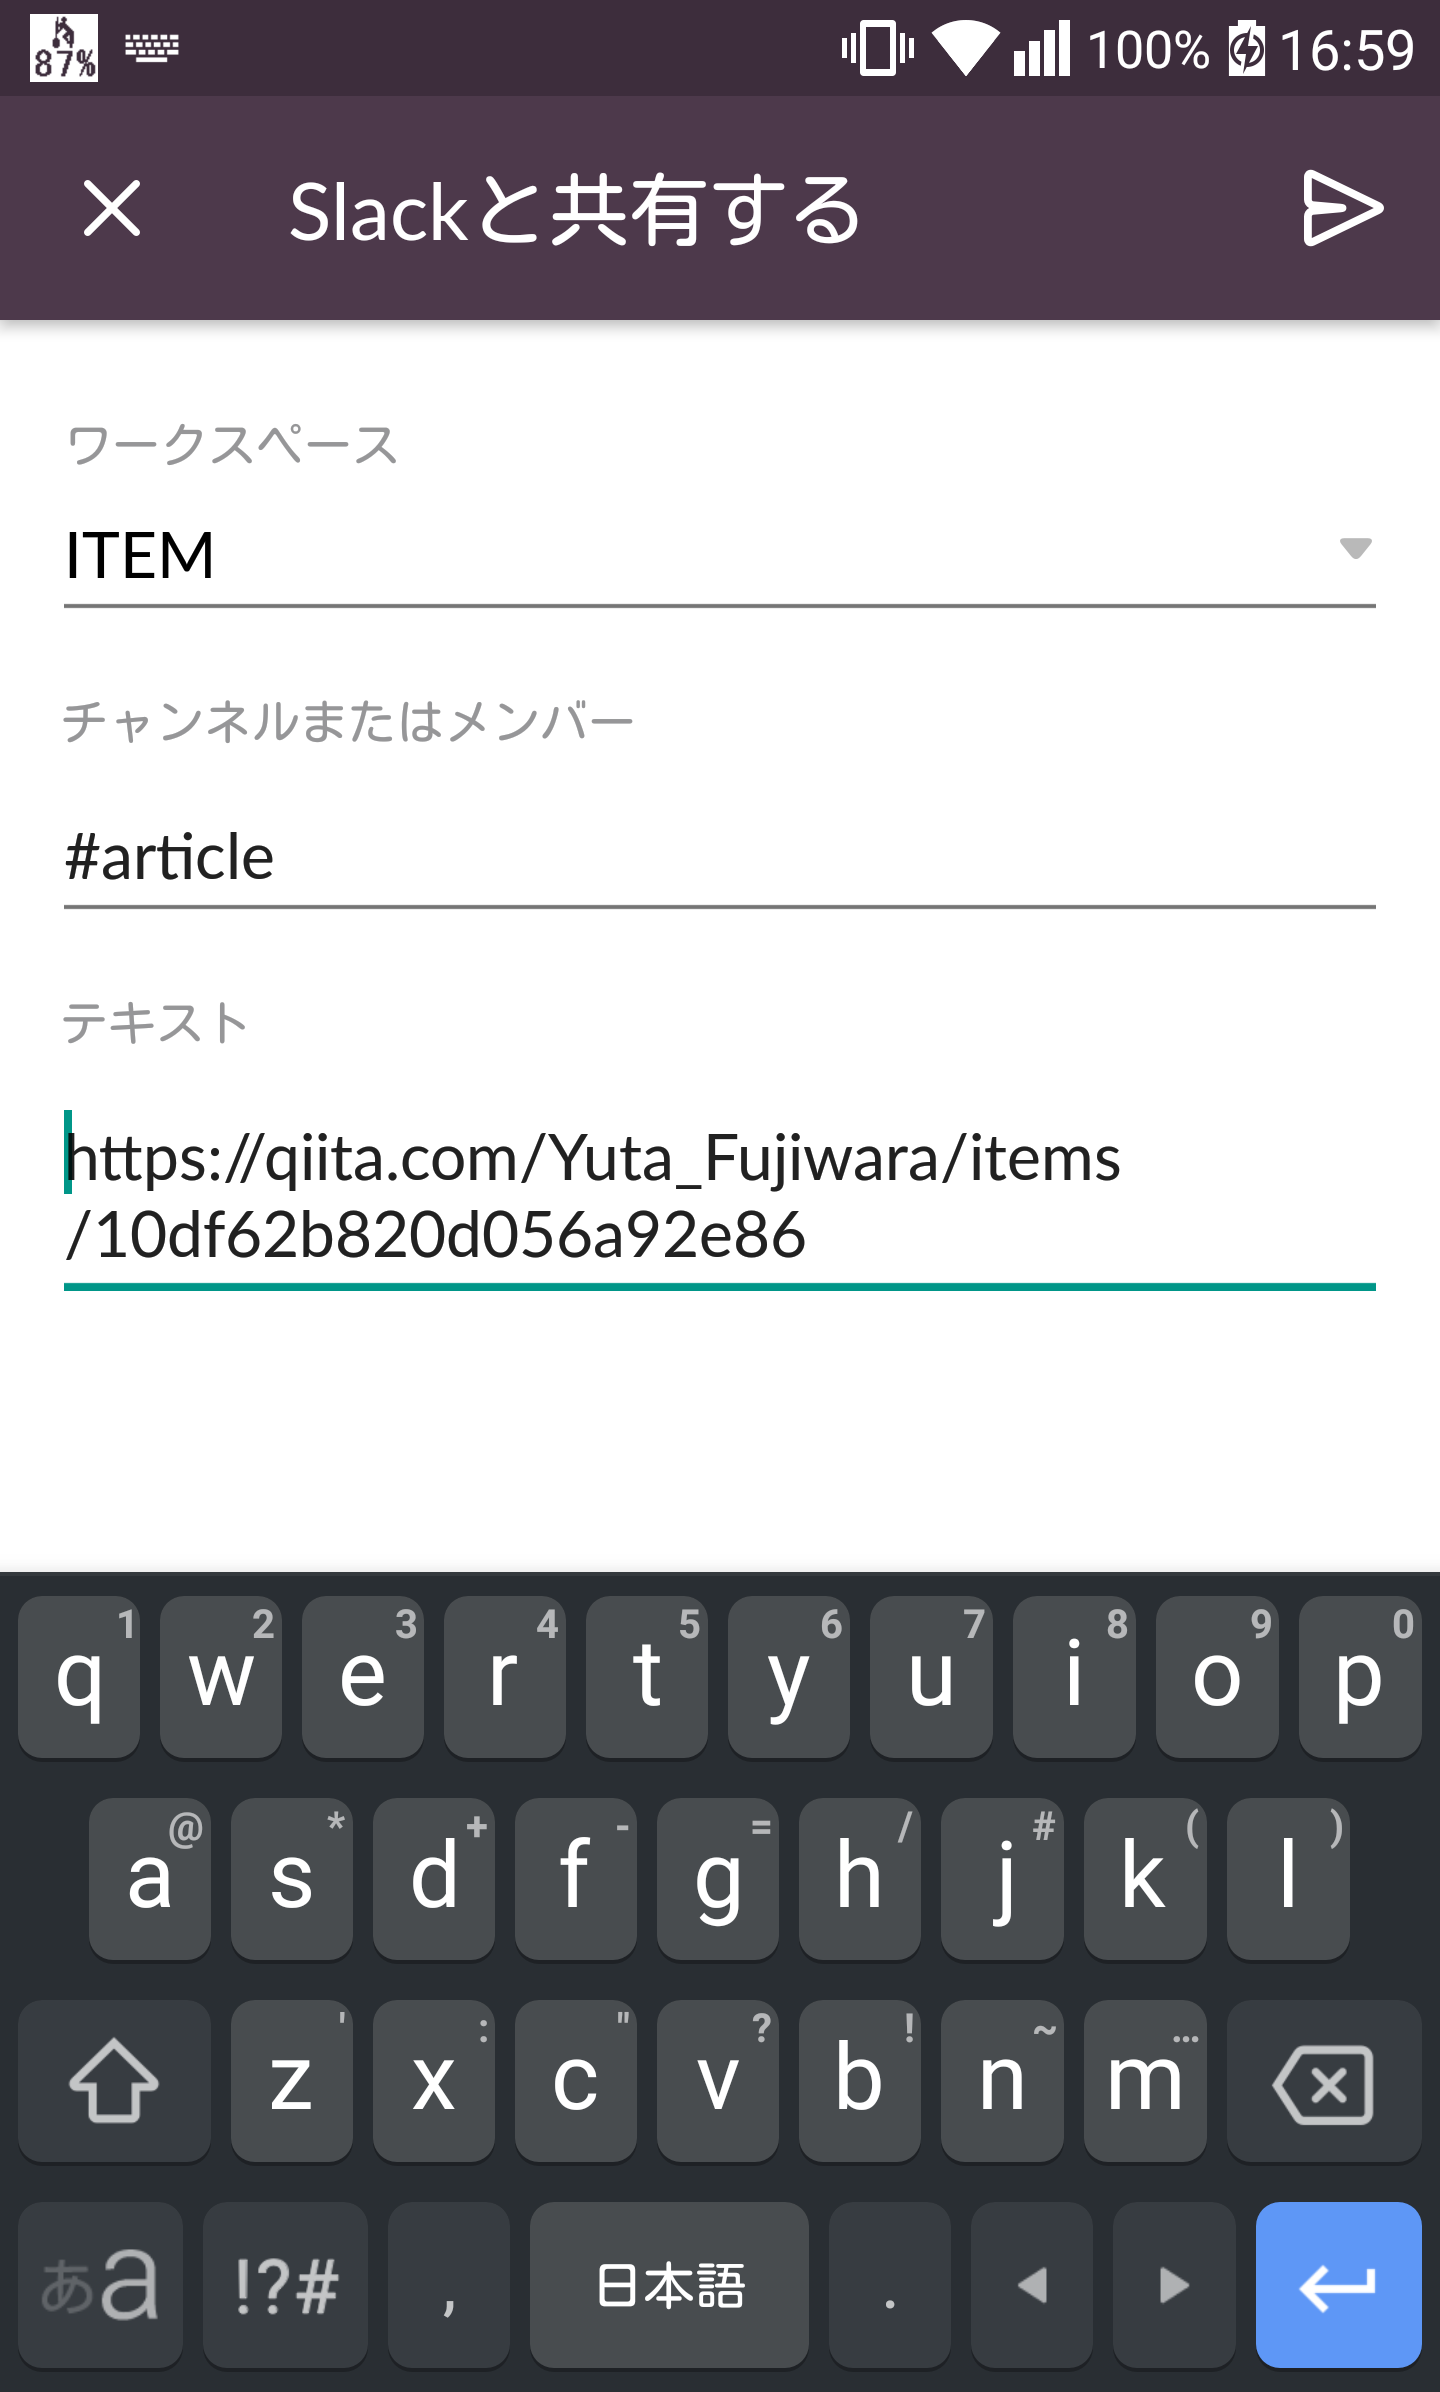 87%
100%
16:59
Slackと共有する
ワークスペース
ITEM
チャンネルまたはメンバー
#article
テキスト
https://qiita.com/Yuta_Fujiwara/items
/10df62b820d056a92e86
1 2 3 4 5 6 7 8 9 0
q w e r t y u i o p
@ * + - = / # ( )
a s d f g h j k l
' : " ? ! ~ …
z x c v b n m
あa !?# , 日本語 .